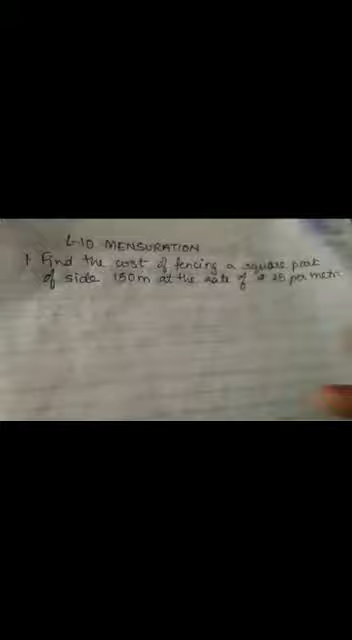 L-10 MENSURATION
1 Find the cost of fencing a square park
of side 150m at the rate of ₹ 25 per metre